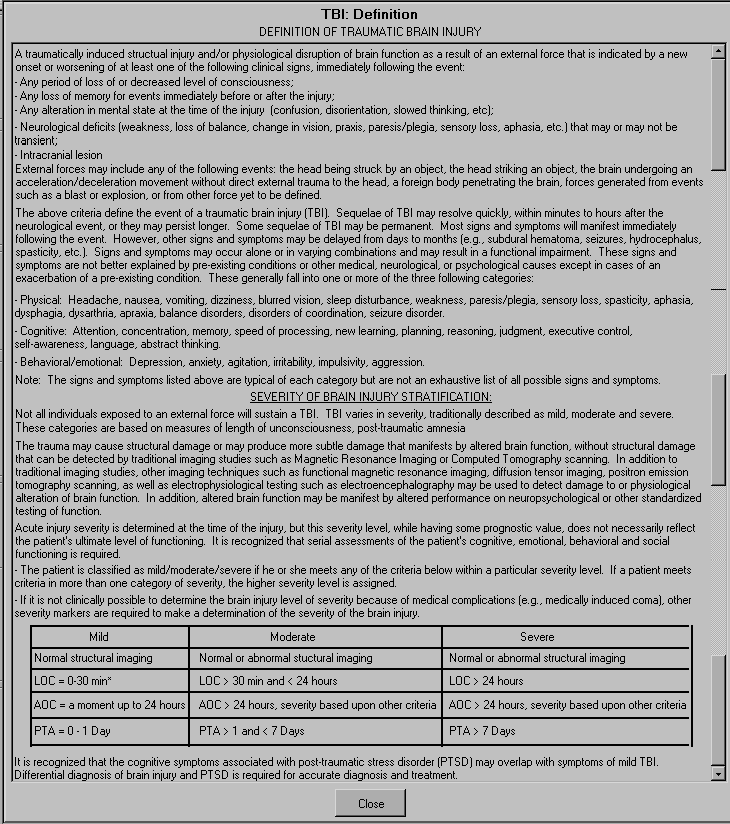 TBI: Definition
DEFINITION OF TRAUMATIC BRAIN INJURY
A traumatically induced structual injury and/or physiological disruption of brain function as a result of an external force that is indicated by a new
onset or worsening of at least one of the following clinical signs, immediately following the event:
- Any period of loss of or decreased level of consciousness;
- Any loss of memory for events immediately before or after the injury;
- Any alteration in mental state at the time of the injury (confusion, disorientation, slowed thinking, etc);
- Neurological deficits (weakness, loss of balance, change in vision, praxis, paresis/plegia, sensory loss, aphasia, etc.) that may or may not be
transient;
- Intracranial lesion
External forces may include any of the following events: the head being struck by an object, the head striking an object, the brain undergoing an
acceleration/deceleration movement without direct external trauma to the head, a foreign body penetrating the brain, forces generated from events
such as a blast or explosion, or from other force yet to be defined.
The above criteria define the event of a traumatic brain injury (TBI). Sequelae of TBI may resolve quickly, within minutes to hours after the
neurological event, or they may persist longer. Some sequelae of TBI may be permanent. Most signs and symptoms will manifest immediately
following the event. However, other signs and symptoms may be delayed from days to months (e.g., subdural hematoma, seizures, hydrocephalus,
spasticity, etc.). Signs and symptoms may occur alone or in varying combinations and may result in a functional impairment. These signs and
symptoms are not better explained by pre-existing conditions or other medical, neurological, or psychological causes except in cases of an
exacerbation of a pre-existing condition. These generally fall into one or more of the three following categories:
- Physical: Headache, nausea, vomiting, dizziness, blurred vision, sleep disturbance, weakness, paresis/plegia, sensory loss, spasticity, aphasia,
dysphagia, dysarthria, apraxia, balance disorders, disorders of coordination, seizure disorder.
- Cognitive: Attention, concentration, memory, speed of processing, new learning, planning, reasoning, judgment, executive control,
self-awareness, language, abstract thinking.
- Behavioral/emotional: Depression, anxiety, agitation, irritability, impulsivity, aggression.
Note: The signs and symptoms listed above are typical of each category but are not an exhaustive list of all possible signs and symptoms.
SEVERITY OF BRAIN INJURY STRATIFICATION:
Not all individuals exposed to an external force will sustain a TBI. TBI varies in severity, traditionally described as mild, moderate and severe.
These categories are based on measures of length of unconsciousness, post-traumatic amnesia
The trauma may cause structural damage or may produce more subtle damage that manifests by altered brain function, without structural damage
that can be detected by traditional imaging studies such as Magnetic Resonance Imaging or Computed Tomography scanning. In addition to
traditional imaging studies, other imaging techniques such as functional magnetic resonance imaging, diffusion tensor imaging, positron emission
tomography scanning, as well as electrophysiological testing such as electroencephalography may be used to detect damage to or physiological
alteration of brain function. In addition, altered brain function may be manifest by altered performance on neuropsychological or other standardized
testing of function.
Acute injury severity is determined at the time of the injury, but this severity level, while having some prognostic value, does not necessarily reflect
the patient's ultimate level of functioning. It is recognized that serial assessments of the patient's cognitive, emotional, behavioral and social
functioning is required.
- The patient is classified as mild/moderate/severe if he or she meets any of the criteria below within a particular severity level. If a patient meets
criteria in more than one category of severity, the higher severity level is assigned.
- If it is not clinically possible to determine the brain injury level of severity because of medical complications (e.g., medically induced coma), other
severity markers are required to make a determination of the severity of the brain injury.
Mild Moderate Severe
Normal structural imaging Normal or abnormal stuctural imaging Normal or abnormal structural imaging
LOC = 0-30 min* LOC > 30 min and < 24 hours LOC > 24 hours
AOC = a moment up to 24 hours AOC > 24 hours, severity based upon other criteria AOC > 24 hours, severity based upon other criteria
PTA = 0 - 1 Day PTA > 1 and < 7 Days PTA > 7 Days
It is recognized that the cognitive symptoms associated with post-traumatic stress disorder (PTSD) may overlap with symptoms of mild TBI.
Differential diagnosis of brain injury and PTSD is required for accurate diagnosis and treatment.
Close